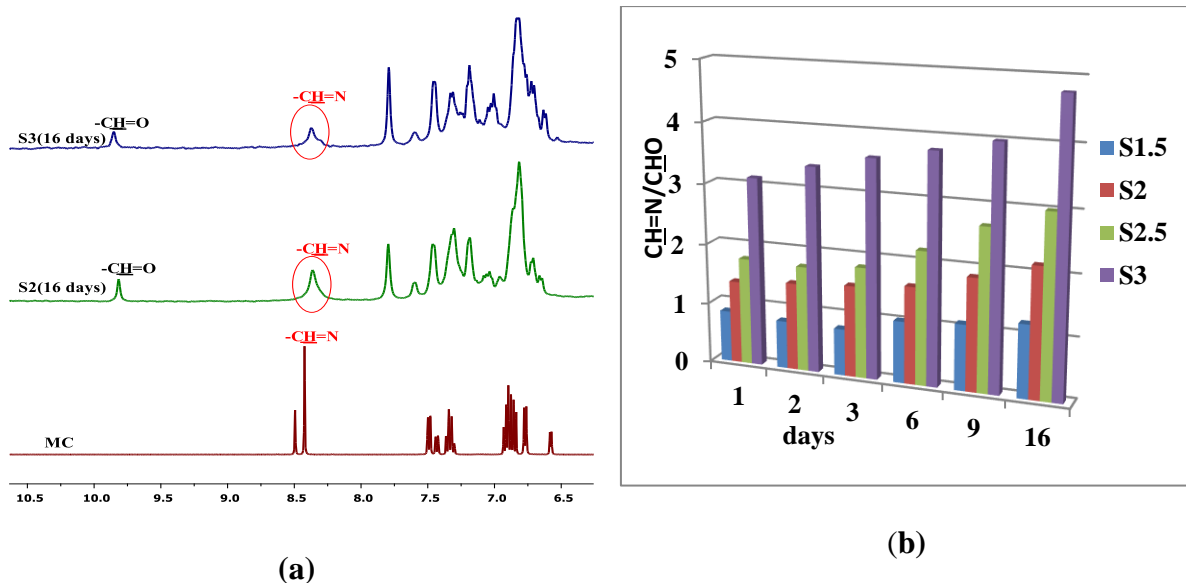 -CH=N
-CH=O
S3(16 days)
-CH=N
-CH=O
S2(16 days)
-CH=N
MC
10.5 10.0 9.5 9.0 8.5 8.0 7.5 7.0 6.5
(a)
5
4
3
2
1
0
CH=N/CHO
1 2 3 6 9 16
days
S1.5
S2
S2.5
S3
(b)